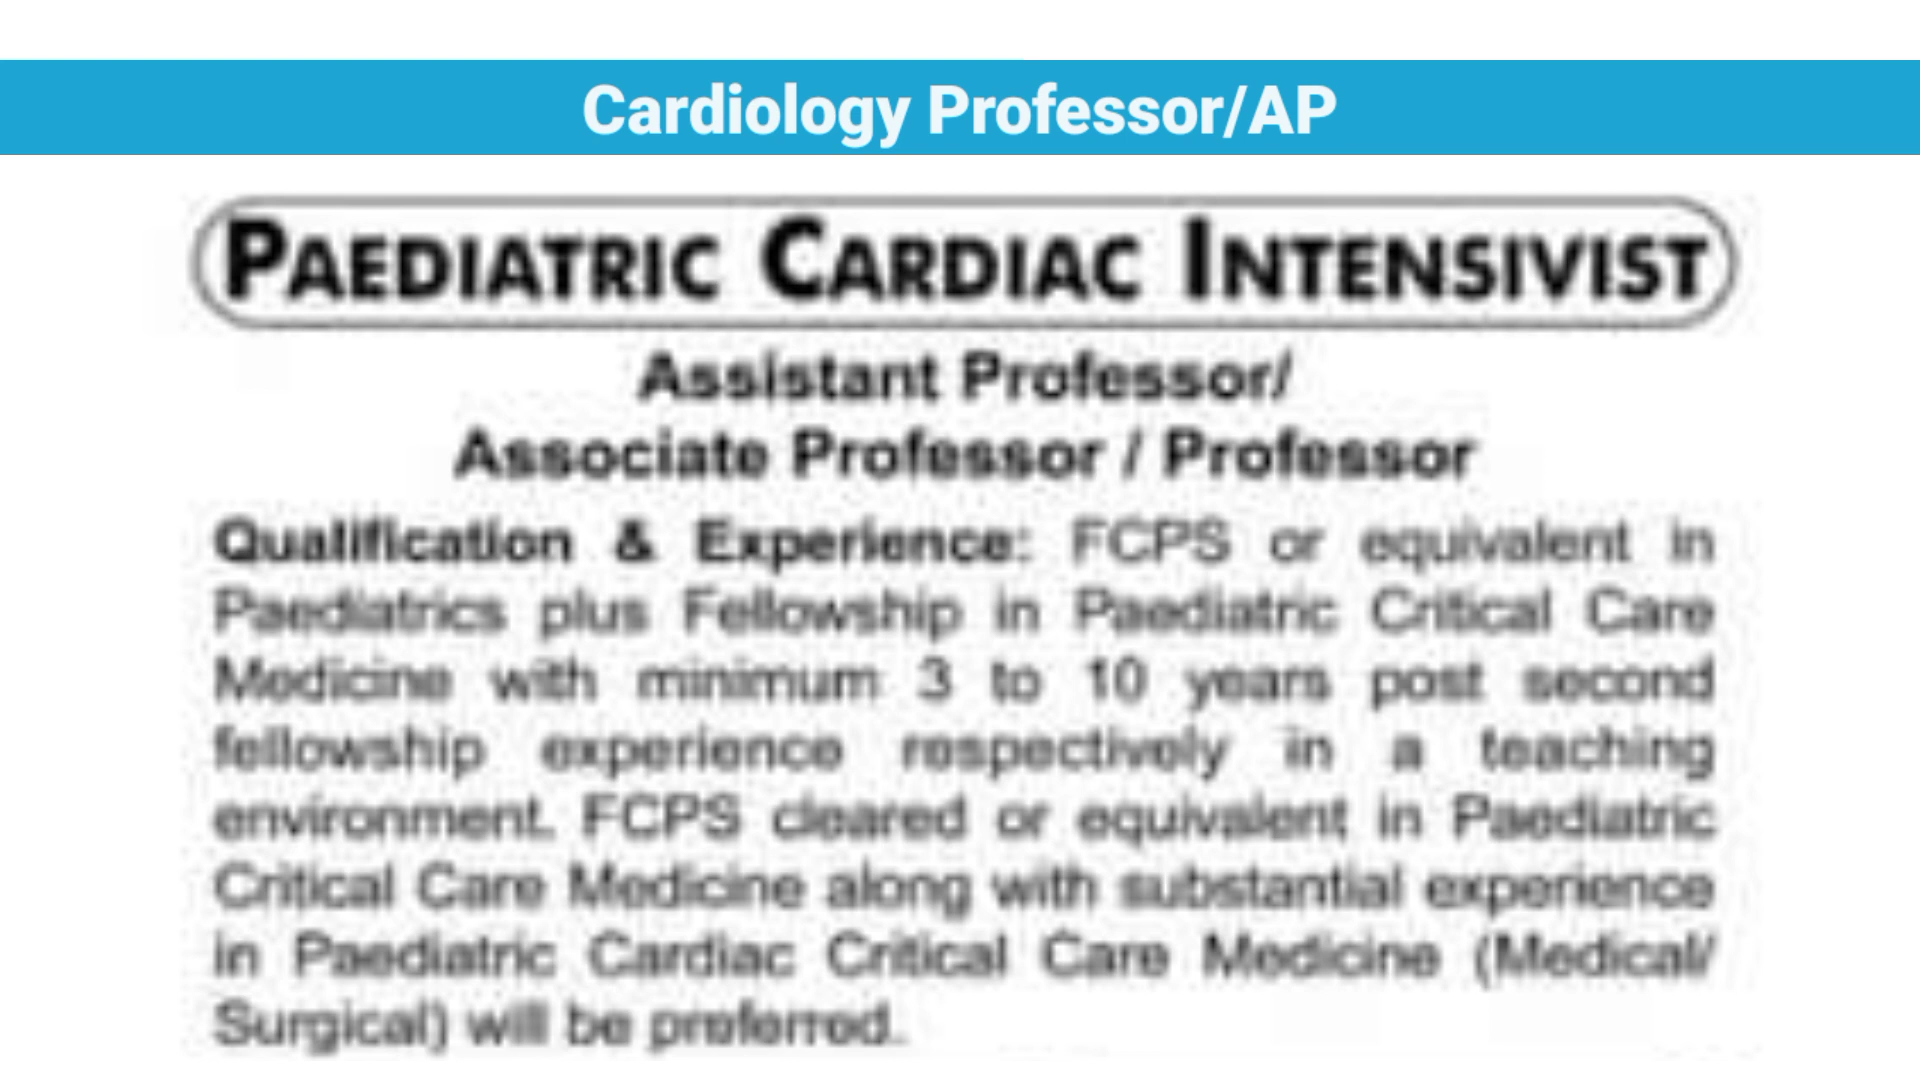 Cardiology Professor/AP
PAEDIATRIC CARDIAC INTENSIVIST
Assistant Professor/
Associate Professor / Professor
Qualification & Experience: FCPS or equivalent in
Paediatrics plus Fellowship in Paediatric Critical Care
Medicine with minimum 3 to 10 years post second
fellowship experience respectively in a teaching
environment. FCPS cleared or equivalent in Paediatric
Critical Care Medicine along with substantial experience
in Paediatric Cardiac Critical Care Medicine (Medical/
Surgical) will be preferred.